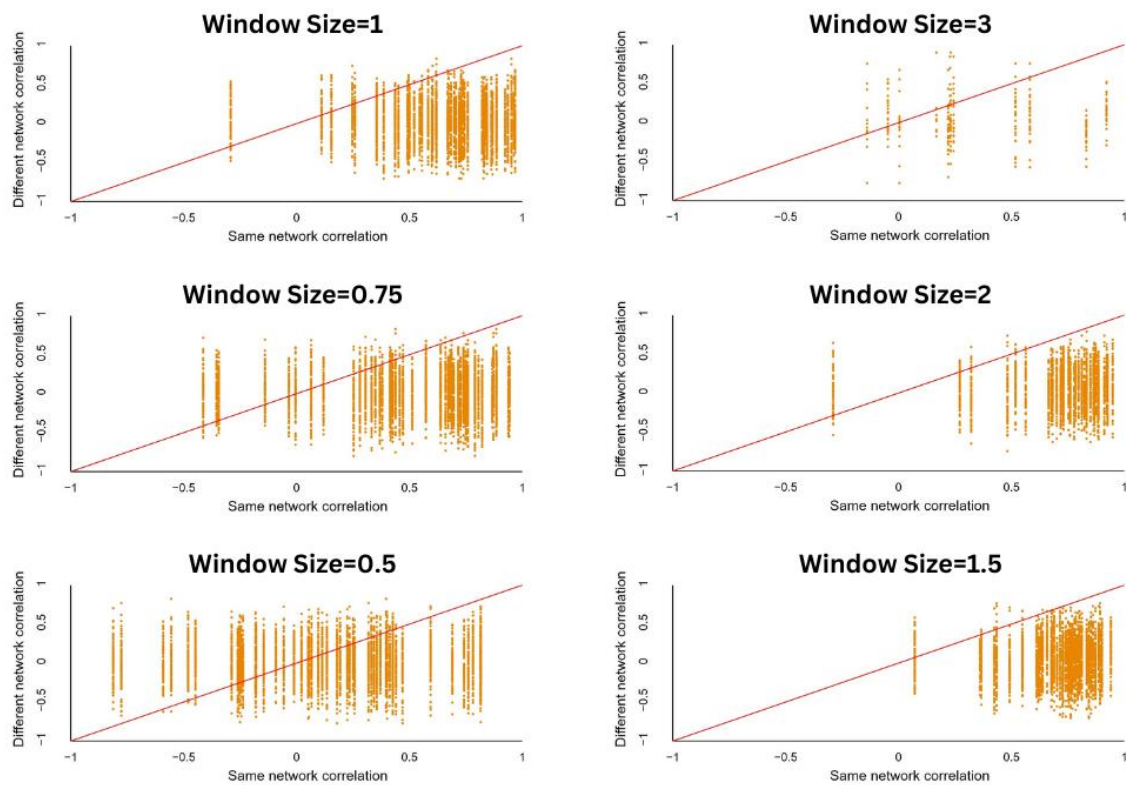 Window Size=1
Different network correlation
1
0.5
0
−0.5
−1
−1 −0.5 0 0.5 1
Same network correlation
Window Size=3
Different network correlation
1
0.5
0
−0.5
−1
−1 −0.5 0 0.5 1
Same network correlation
Window Size=0.75
Different network correlation
1
0.5
0
−0.5
−1
−1 −0.5 0 0.5 1
Same network correlation
Window Size=2
Different network correlation
1
0.5
0
−0.5
−1
−1 −0.5 0 0.5 1
Same network correlation
Window Size=0.5
Different network correlation
1
0.5
0
−0.5
−1
−1 −0.5 0 0.5 1
Same network correlation
Window Size=1.5
Different network correlation
1
0.5
0
−0.5
−1
−1 −0.5 0 0.5 1
Same network correlation